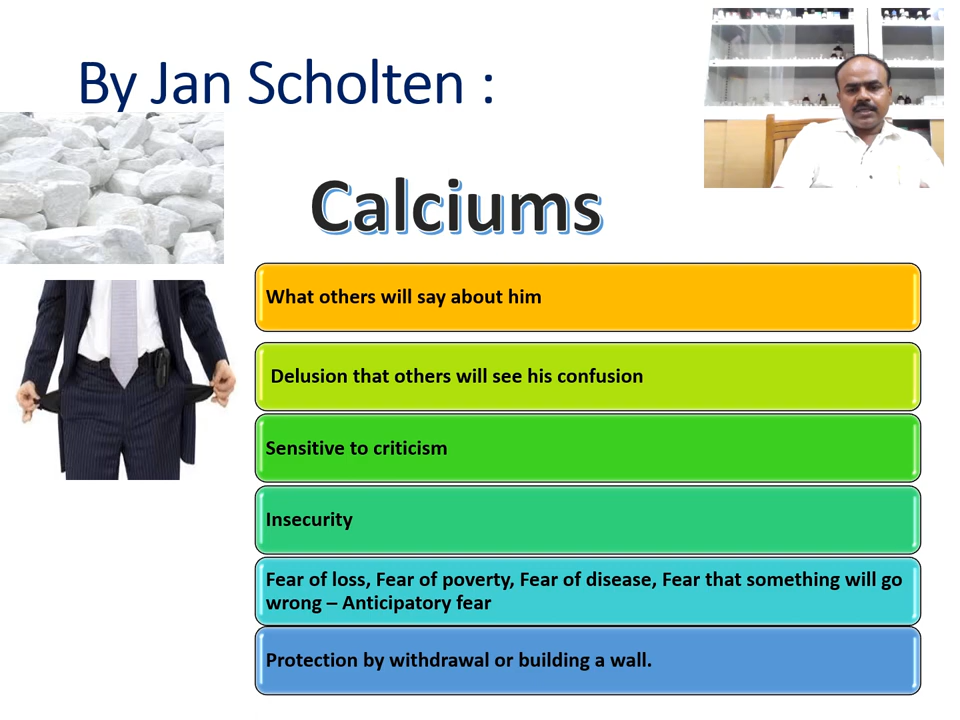 By Jan Scholten :
Calciums
What others will say about him
Delusion that others will see his confusion
Sensitive to criticism
Insecurity
Fear of loss, Fear of poverty, Fear of disease, Fear that something will go
wrong – Anticipatory fear
Protection by withdrawal or building a wall.